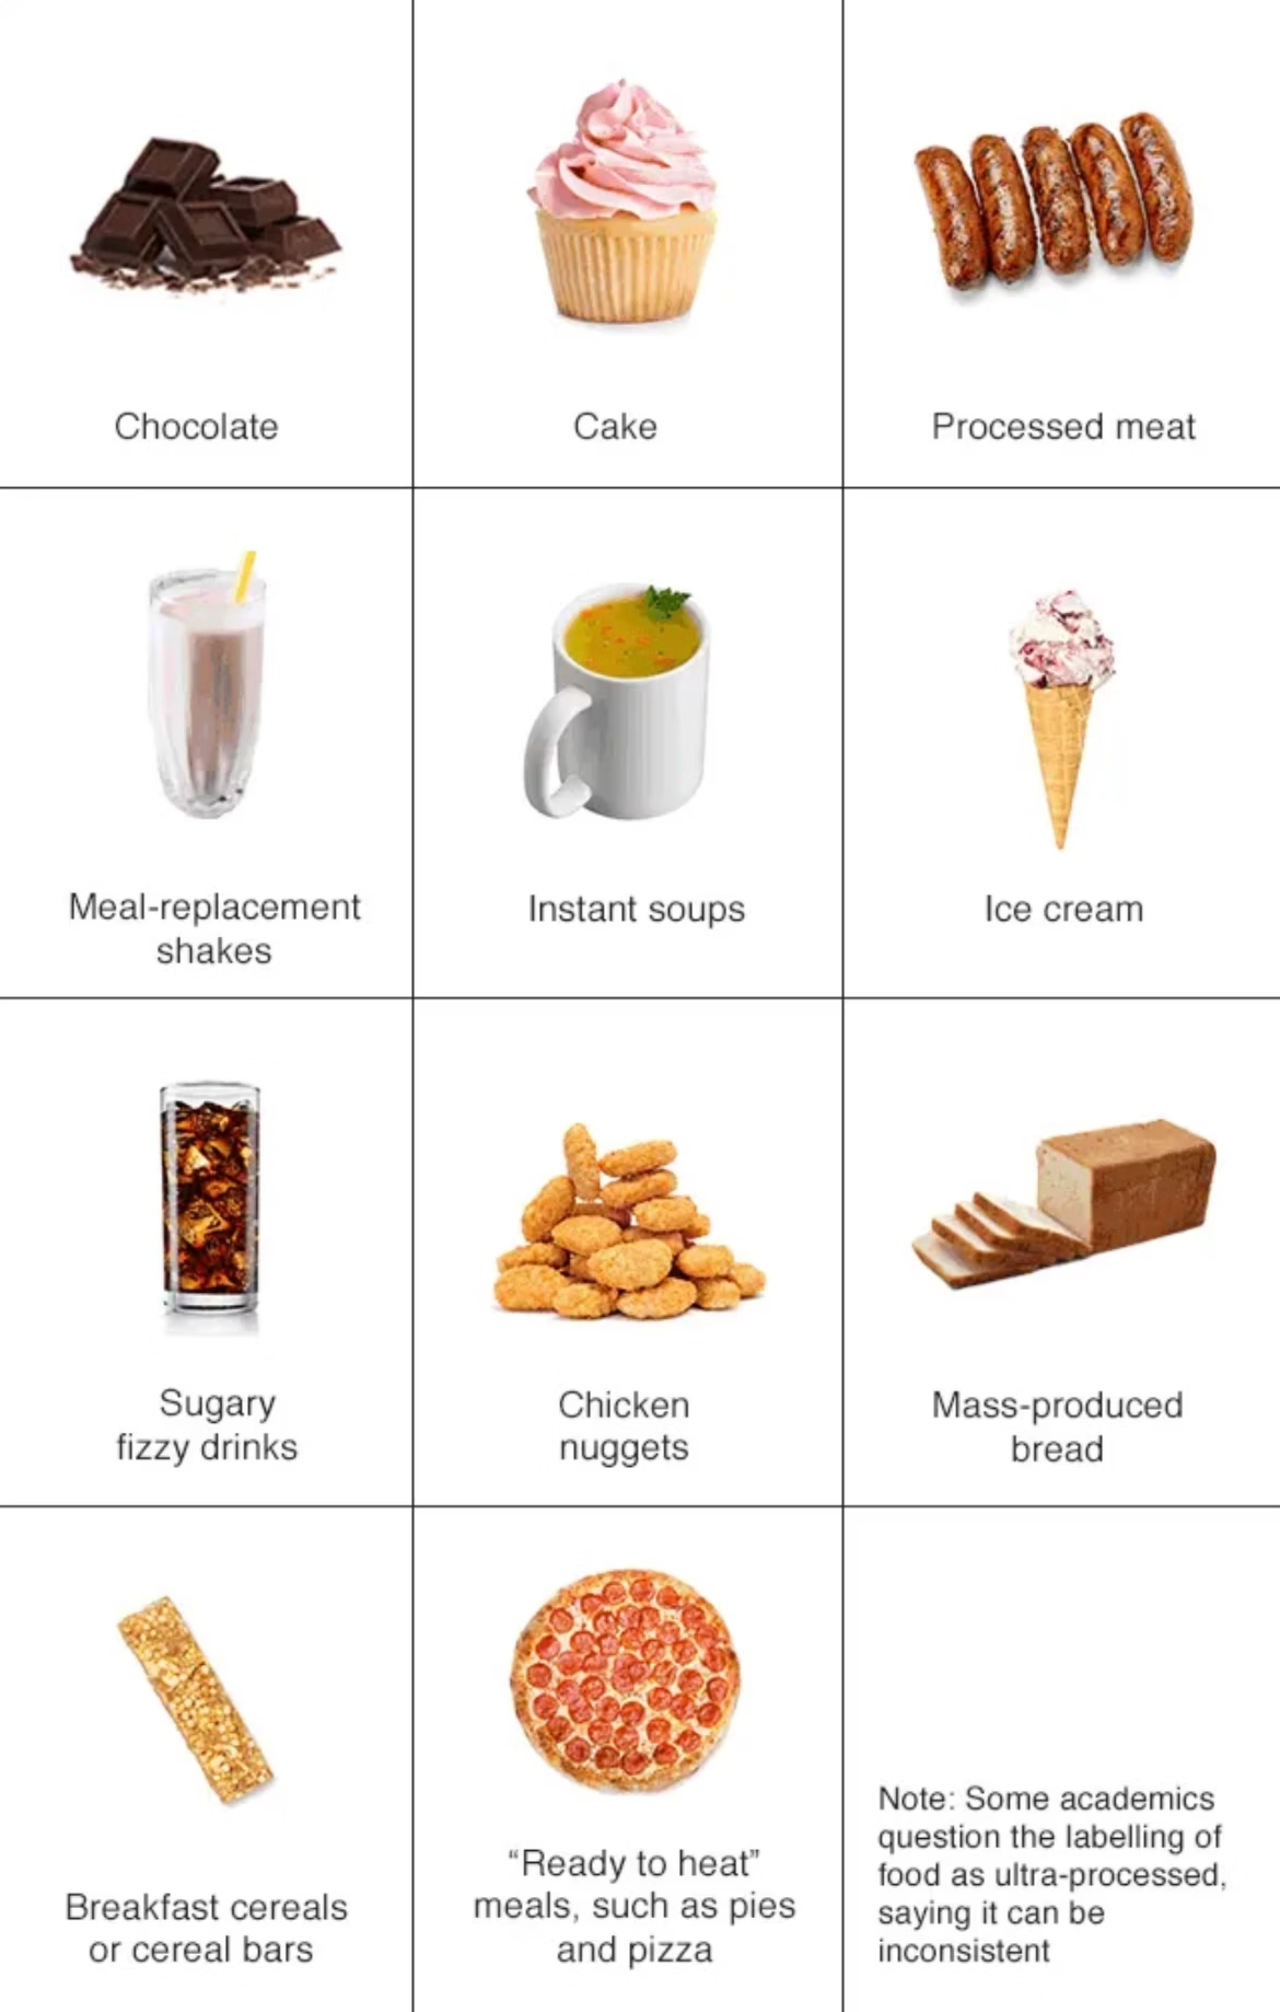 Chocolate
Cake
Processed meat
Meal-replacement
shakes
Instant soups
Ice cream
Sugary
fizzy drinks
Chicken
nuggets
Mass-produced
bread
Breakfast cereals
or cereal bars
“Ready to heat”
meals, such as pies
and pizza
Note: Some academics
question the labelling of
food as ultra-processed,
saying it can be
inconsistent